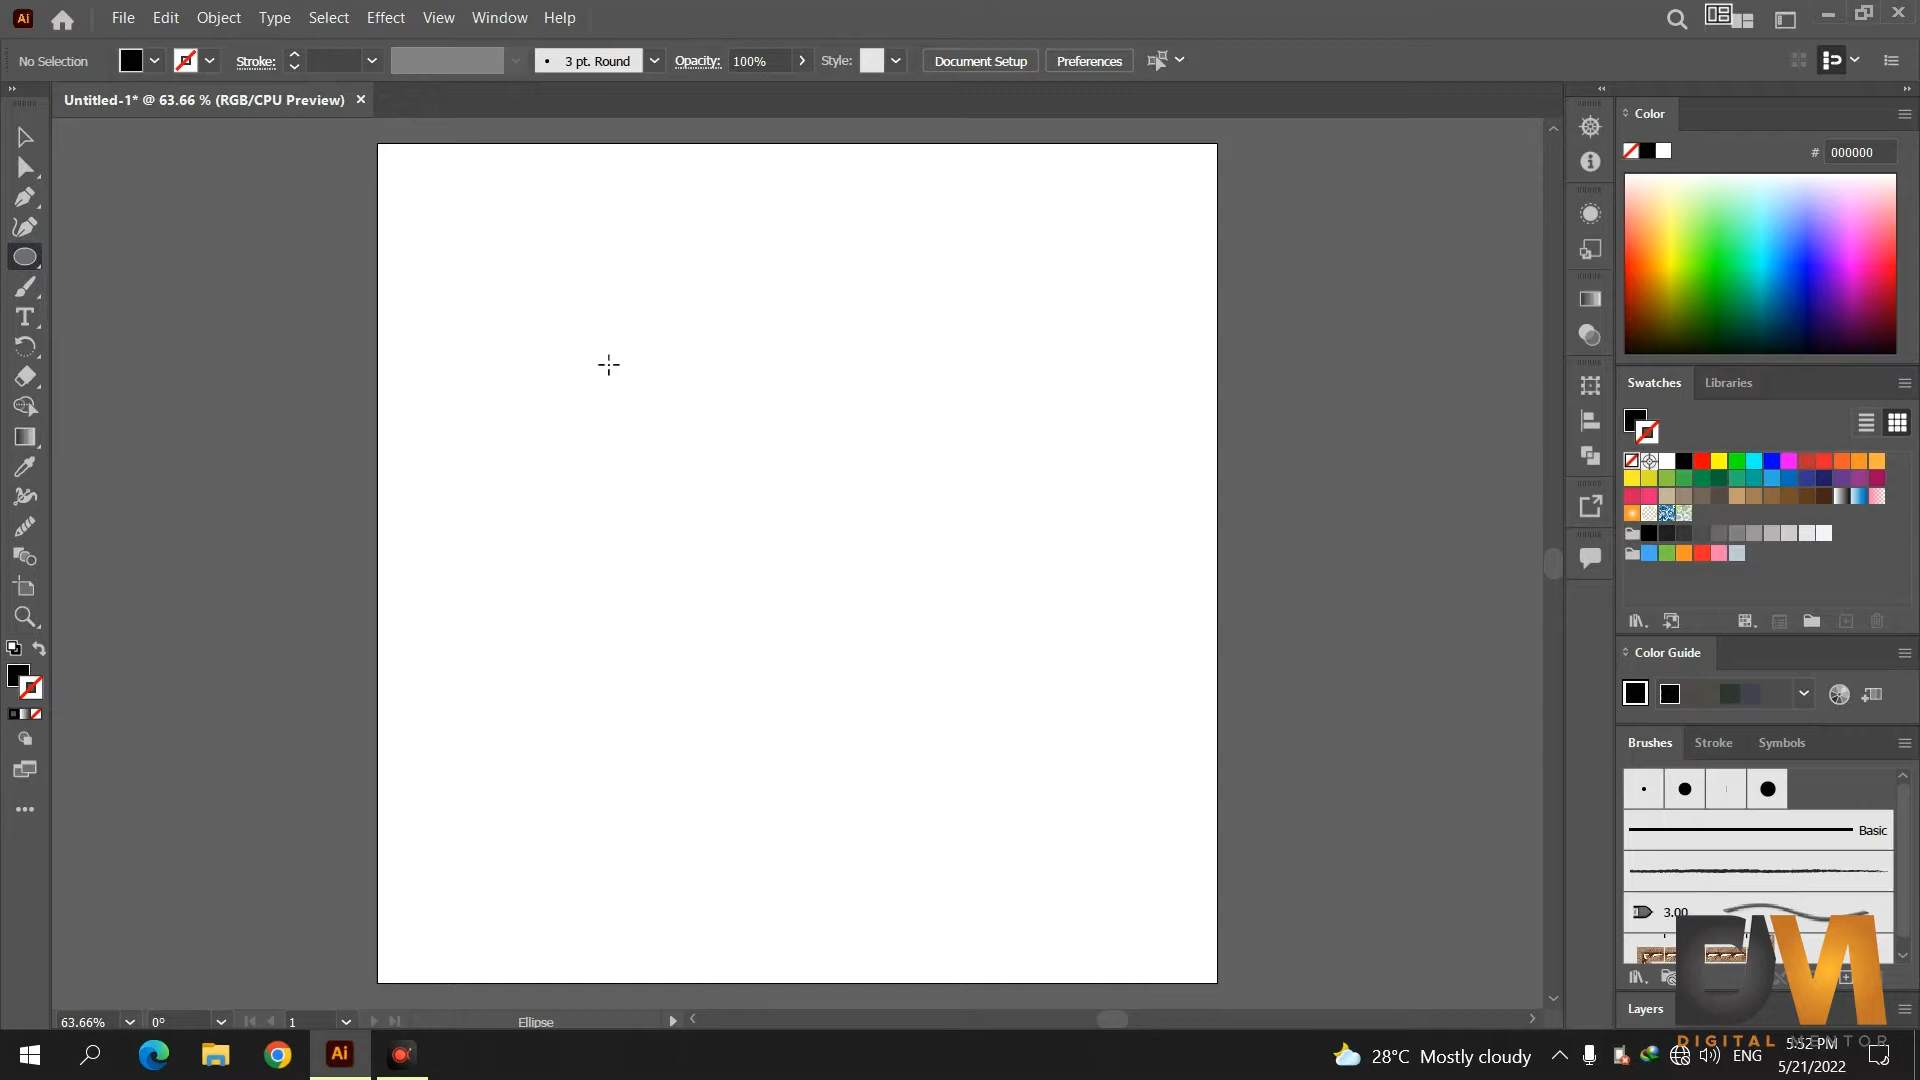 Ai File Edit Object Type Select Effect View Window Help
No Selection Stroke: 3 pt. Round Opacity: 100% Style: Document Setup Preferences
Untitled-1* @ 63.66 % (RGB/CPU Preview)
Color
# 000000
Swatches Libraries
Color Guide
Brushes Stroke Symbols
Basic
3.00
Layers
63.66% 0° 1 Ellipse
DIGITAL MENTOR
Ai 28°C Mostly cloudy ENG 5:52 PM
5/21/2022